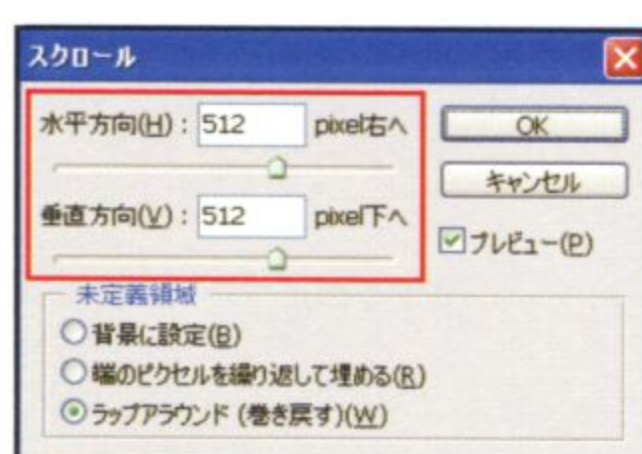 スクロール
水平方向(H): 512 pixel右へ
OK
キャンセル
垂直方向(V): 512 pixel下へ
プレビュー(P)
未定義領域
背景に設定(B)
端のピクセルを繰り返して埋める(R)
ラップアラウンド (巻き戻す)(W)